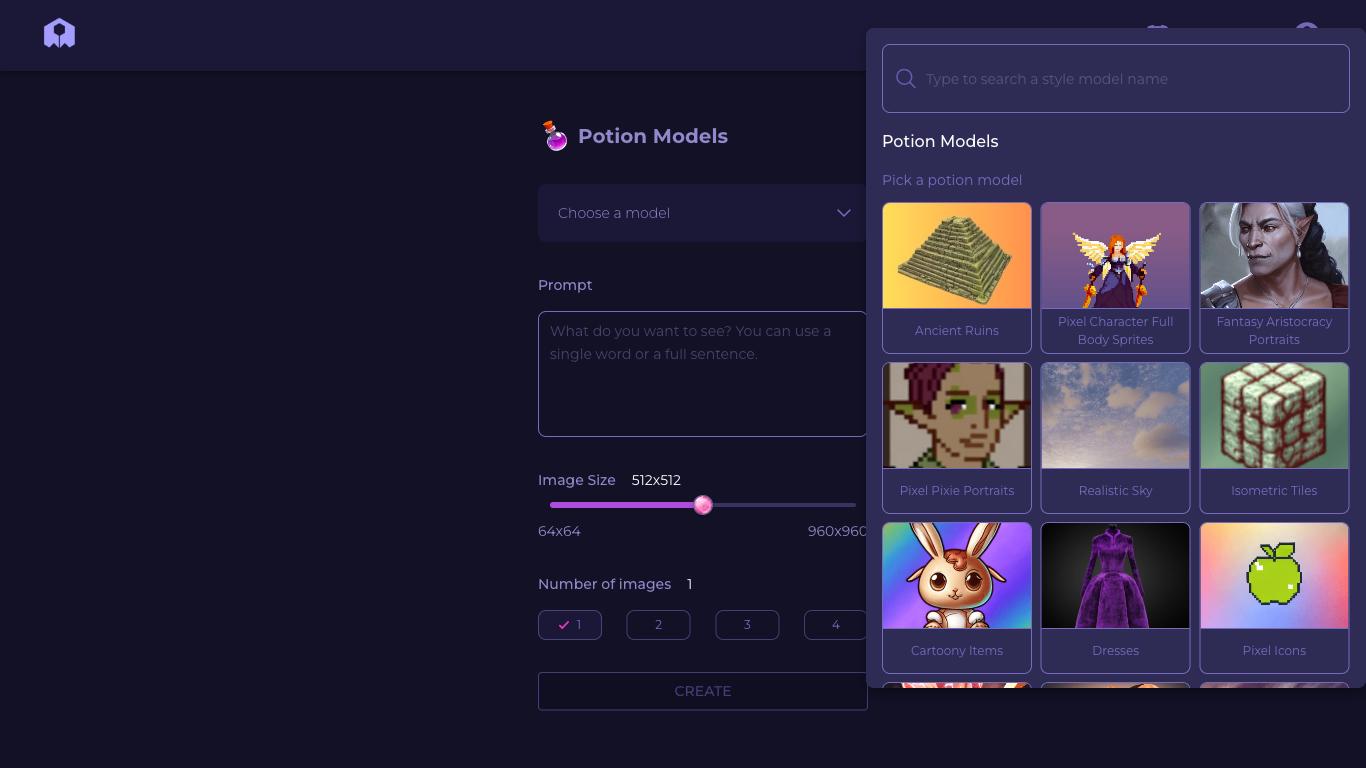 Potion Models
Choose a model
Prompt
What do you want to see? You can use a
single word or a full sentence.
Image Size 512x512
64x64 960x960
Number of images 1
1 2 3 4
CREATE
Type to search a style model name
Potion Models
Pick a potion model
Ancient Ruins
Pixel Character Full
Body Sprites
Fantasy Aristocracy
Portraits
Pixel Pixie Portraits
Realistic Sky
Isometric Tiles
Cartoony Items
Dresses
Pixel Icons